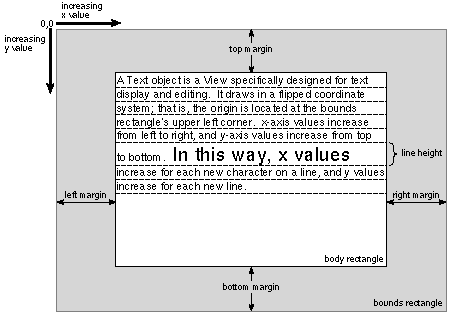 increasing
x value
0,0
increasing
y value
top margin
A Text object is a View specifically designed for text
display and editing.  It draws in a flipped coordinate
system; that is, the origin is located at the bounds
rectangle's upper left corner.  x-axis values increase
from left to right, and y-axis values increase from top
to bottom.  In this way, x values
line height
increase for each new character on a line, and y values
increase for each new line.
left margin
right margin
body rectangle
bottom margin
bounds rectangle